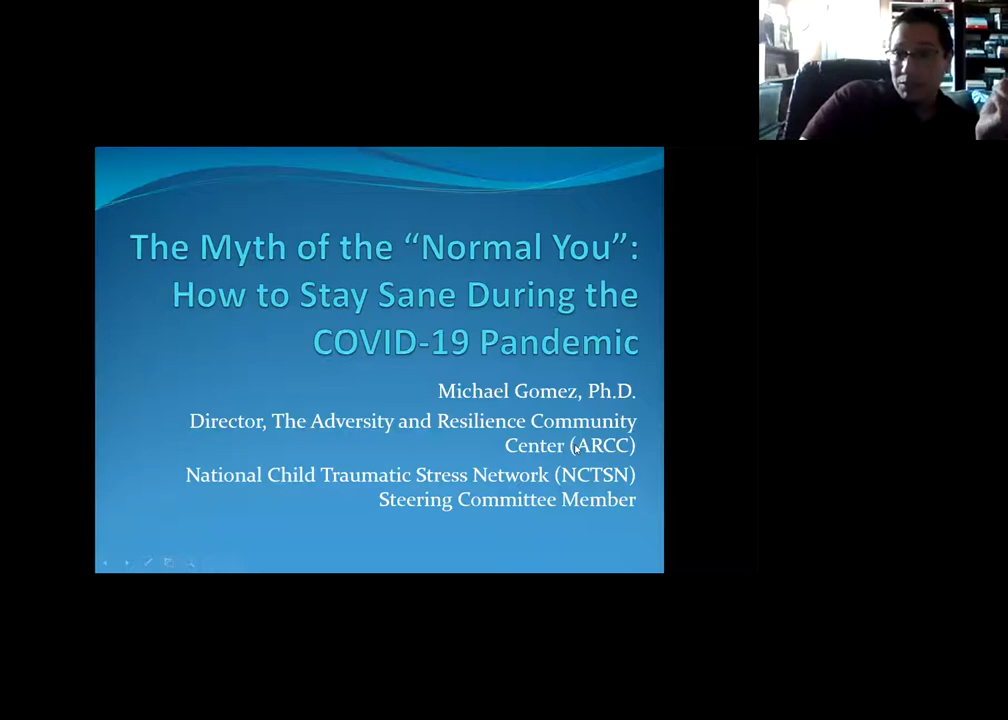 The Myth of the “Normal You”:
How to Stay Sane During the
COVID-19 Pandemic
Michael Gomez, Ph.D.
Director, The Adversity and Resilience Community
Center (ARCC)
National Child Traumatic Stress Network (NCTSN)
Steering Committee Member